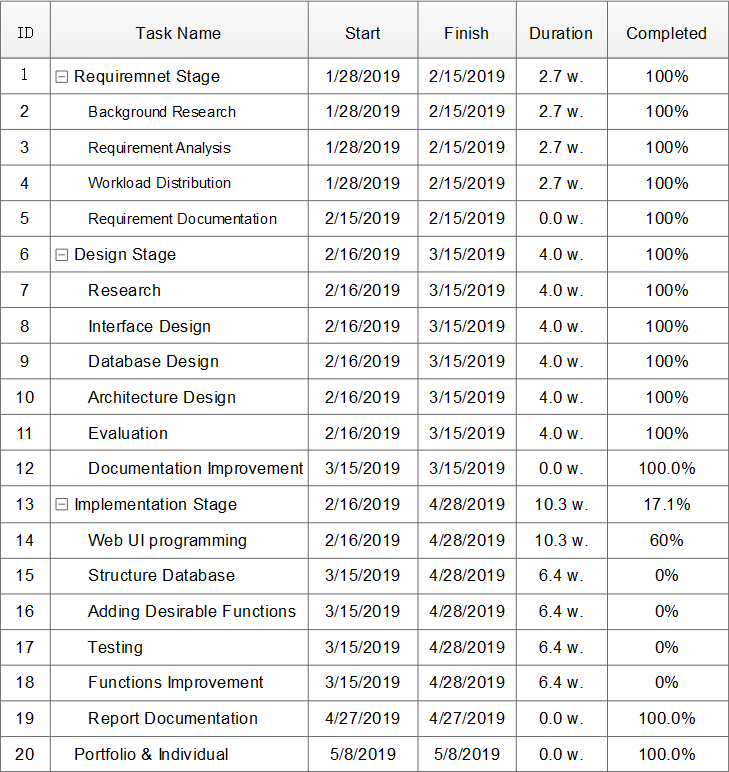 ID Task Name Start Finish Duration Completed
1 Requiremnet Stage 1/28/2019 2/15/2019 2.7 w. 100%
2 Background Research 1/28/2019 2/15/2019 2.7 w. 100%
3 Requirement Analysis 1/28/2019 2/15/2019 2.7 w. 100%
4 Workload Distribution 1/28/2019 2/15/2019 2.7 w. 100%
5 Requirement Documentation 2/15/2019 2/15/2019 0.0 w. 100%
6 Design Stage 2/16/2019 3/15/2019 4.0 w. 100%
7 Research 2/16/2019 3/15/2019 4.0 w. 100%
8 Interface Design 2/16/2019 3/15/2019 4.0 w. 100%
9 Database Design 2/16/2019 3/15/2019 4.0 w. 100%
10 Architecture Design 2/16/2019 3/15/2019 4.0 w. 100%
11 Evaluation 2/16/2019 3/15/2019 4.0 w. 100%
12 Documentation Improvement 3/15/2019 3/15/2019 0.0 w. 100.0%
13 Implementation Stage 2/16/2019 4/28/2019 10.3 w. 17.1%
14 Web UI programming 2/16/2019 4/28/2019 10.3 w. 60%
15 Structure Database 3/15/2019 4/28/2019 6.4 w. 0%
16 Adding Desirable Functions 3/15/2019 4/28/2019 6.4 w. 0%
17 Testing 3/15/2019 4/28/2019 6.4 w. 0%
18 Functions Improvement 3/15/2019 4/28/2019 6.4 w. 0%
19 Report Documentation 4/27/2019 4/27/2019 0.0 w. 100.0%
20 Portfolio & Individual 5/8/2019 5/8/2019 0.0 w. 100.0%